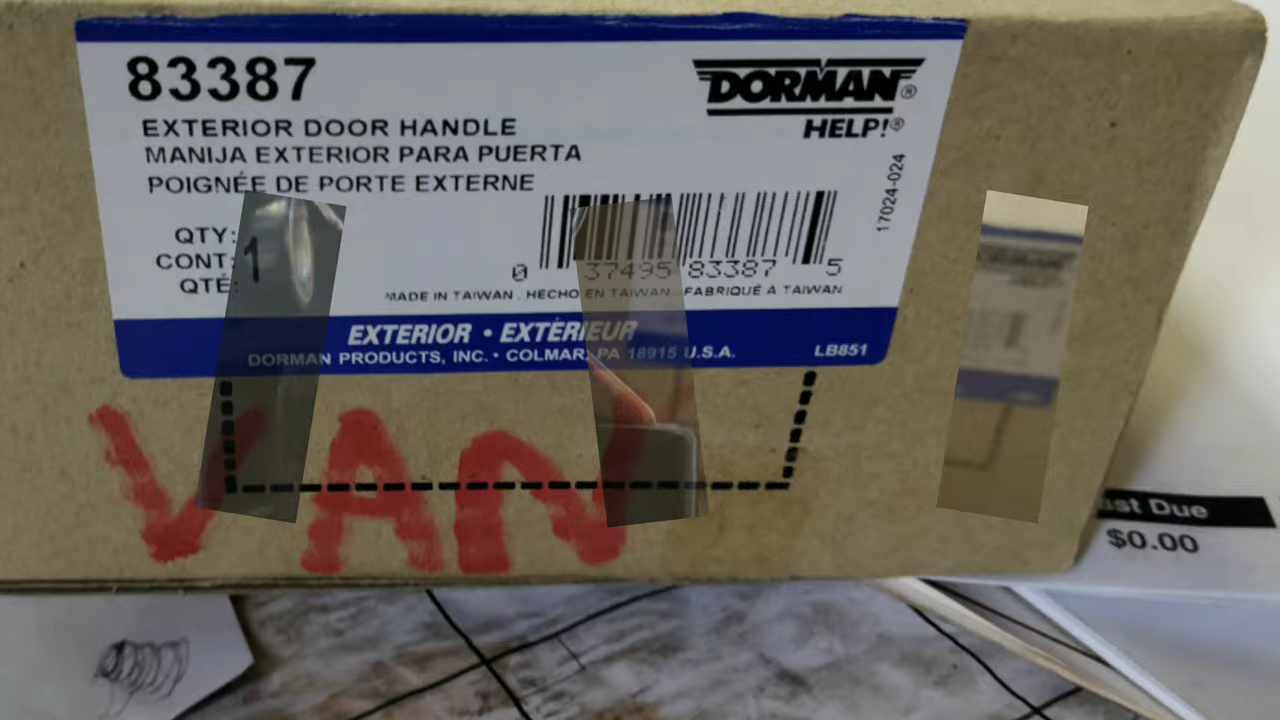 83387
DORMAN®
HELP!®
EXTERIOR DOOR HANDLE
MANIJA EXTERIOR PARA PUERTA
POIGNÉE DE PORTE EXTERNE
17024-024
QTY: 1
CONT:
QTÉ:
0 37495 83387 5
MADE IN TAIWAN . HECHO EN TAIWAN . FABRIQUÉ A TAIWAN
EXTERIOR • EXTÉRIEUR
DORMAN PRODUCTS, INC. • COLMAR, PA 18915 U.S.A.
LB851
VAN
Due
$0.00